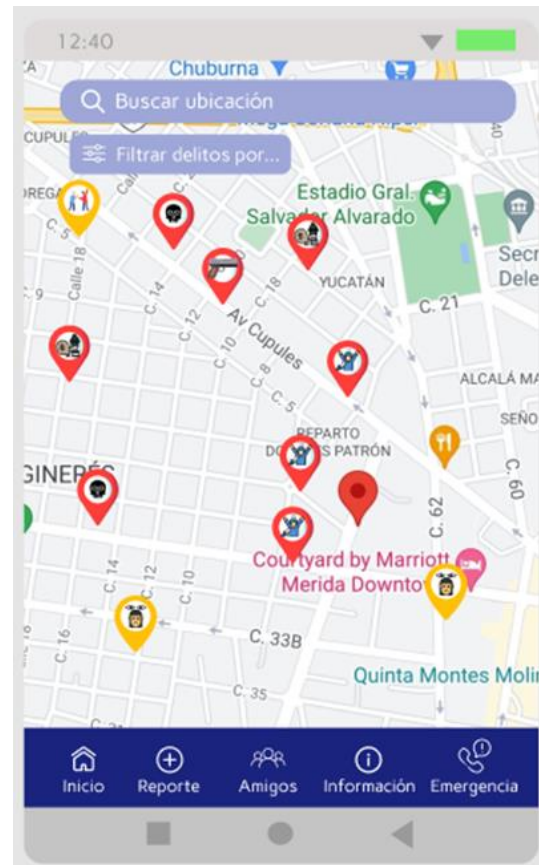 12:40
Chuburna
Buscar ubicación
Filtrar delitos por...
Estadio Gral.
Salvador Alvarado
C. 5
Calle 18
C. 14
C. 18
YUCATÁN
Secr
Dele
C. 9
C. 21
C. 12
Av Cupules
C. 10
C. 8
C. 5
ALCALÁ MA
SEÑO
REPARTO
PATRÓN
C. 60
GINERÉS
C. 62
Courtyard by Marriott
Merida Downto
C. 14
C. 12
C. 10
C. 16
C. 33B
C. 35
Quinta Montes Molin
Inicio
Reporte
Amigos
Información
Emergencia